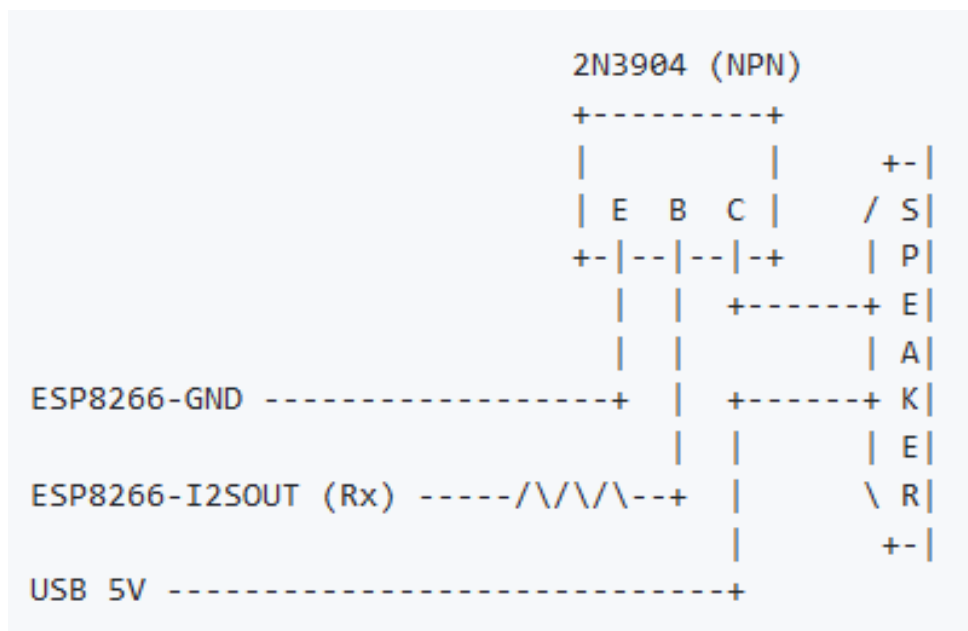 2N3904 (NPN)
                            +---------+
                            |         |     +-|
                            | E  B  C |    / S|
                            +-|--|--|-+    | P|
                              |  |  +------+ E|
                              |  |         | A|
ESP8266-GND ------------------+  |  +------+ K|
                                 |  |      | E|
ESP8266-I2SOUT (Rx) -----/\/\/\--+  |      \ R|
                                    |       +-|
USB 5V -----------------------------+